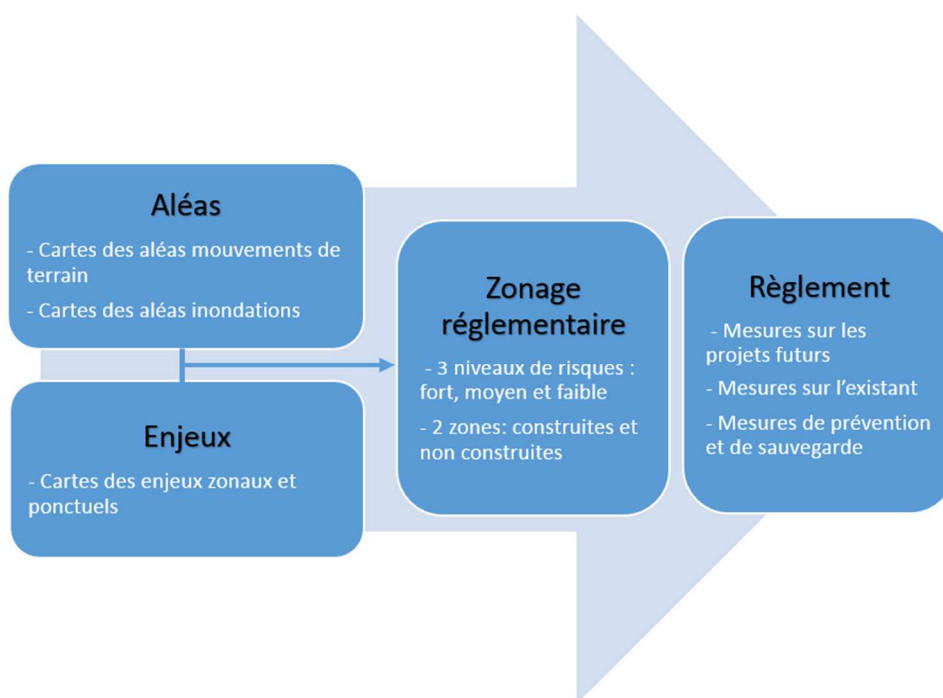 Aléas
- Cartes des aléas mouvements de
terrain
- Cartes des aléas inondations
Enjeux
- Cartes des enjeux zonaux et
ponctuels
Zonage
réglementaire
- 3 niveaux de risques :
fort, moyen et faible
- 2 zones: construites et
non construites
Règlement
- Mesures sur les
projets futurs
- Mesures sur l'existant
- Mesures de prévention
et de sauvegarde